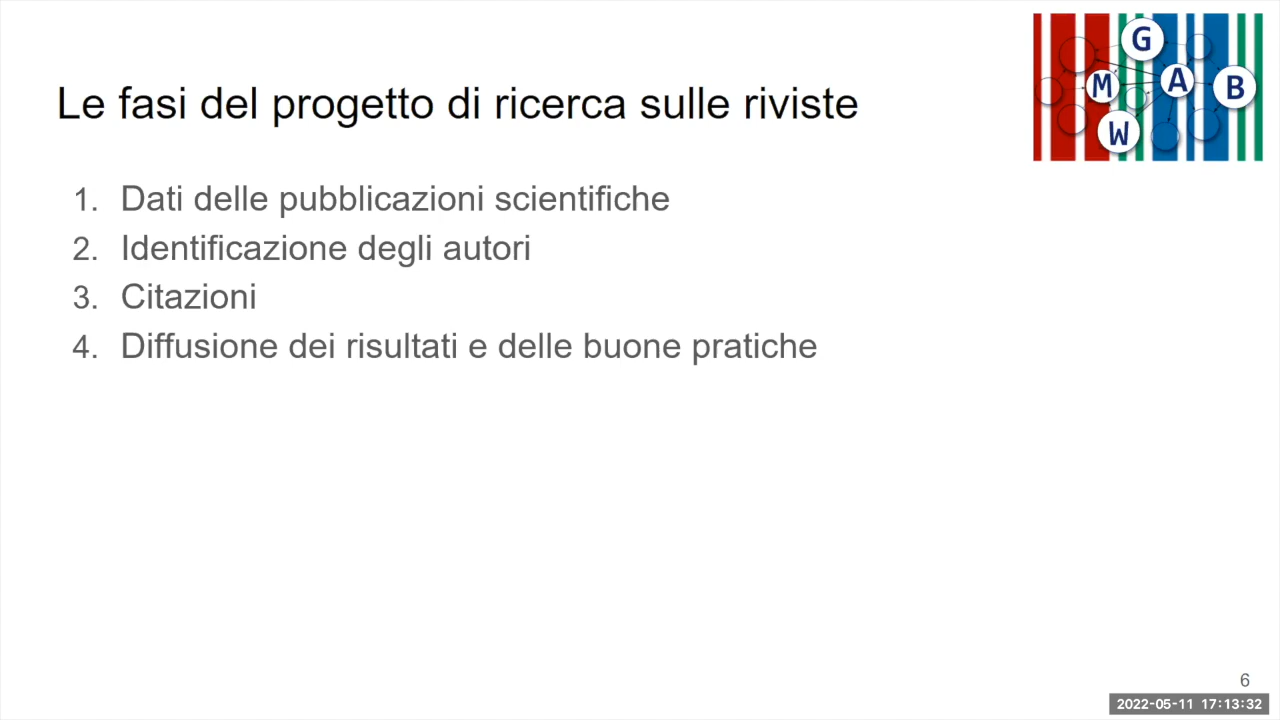 G
M A B
W
Le fasi del progetto di ricerca sulle riviste
1. Dati delle pubblicazioni scientifiche
2. Identificazione degli autori
3. Citazioni
4. Diffusione dei risultati e delle buone pratiche
6
2022-05-11 17:13:32